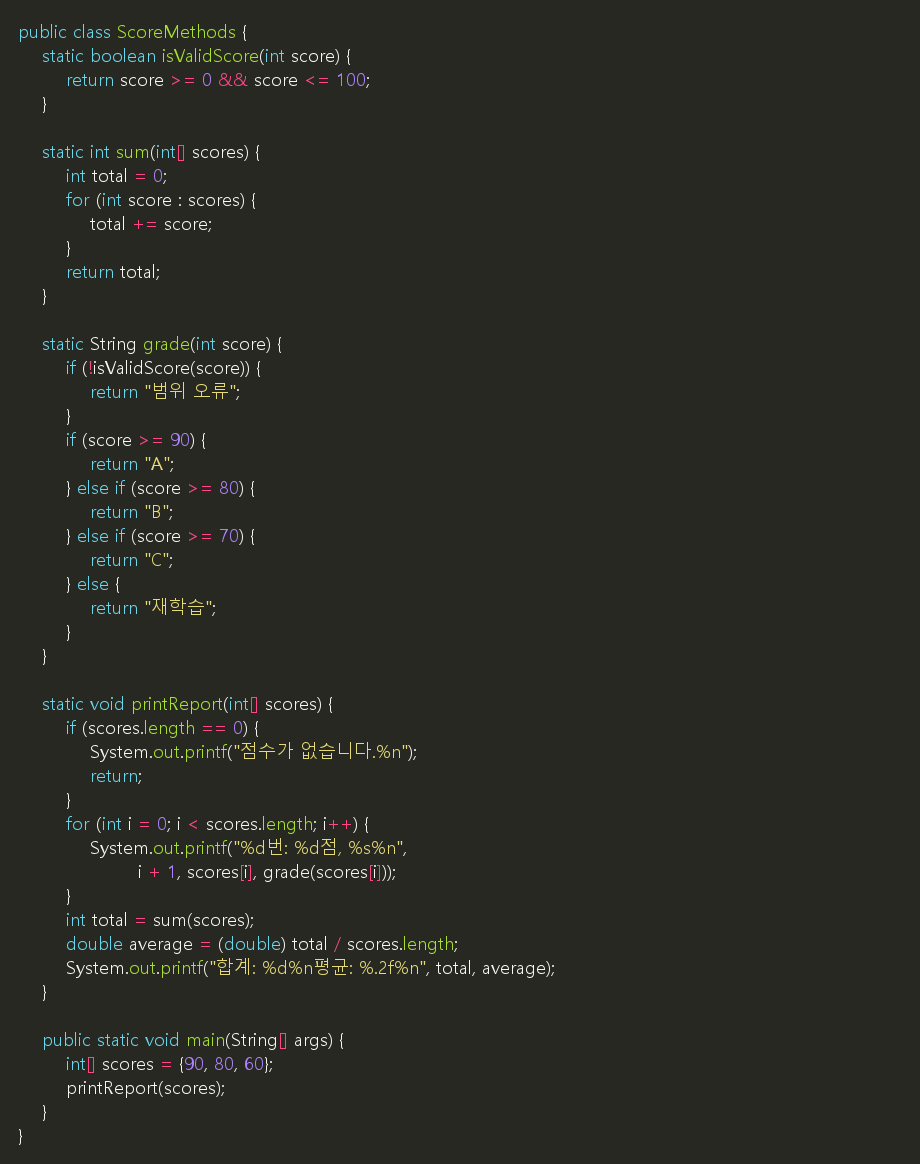 public class ScoreMethods {
    static boolean isValidScore(int score) {
        return score >= 0 && score <= 100;
    }

    static int sum(int[] scores) {
        int total = 0;
        for (int score : scores) {
            total += score;
        }
        return total;
    }

    static String grade(int score) {
        if (!isValidScore(score)) {
            return "범위 오류";
        }
        if (score >= 90) {
            return "A";
        } else if (score >= 80) {
            return "B";
        } else if (score >= 70) {
            return "C";
        } else {
            return "재학습";
        }
    }

    static void printReport(int[] scores) {
        if (scores.length == 0) {
            System.out.printf("점수가 없습니다.%n");
            return;
        }
        for (int i = 0; i < scores.length; i++) {
            System.out.printf("%d번: %d점, %s%n",
                    i + 1, scores[i], grade(scores[i]));
        }
        int total = sum(scores);
        double average = (double) total / scores.length;
        System.out.printf("합계: %d%n평균: %.2f%n", total, average);
    }

    public static void main(String[] args) {
        int[] scores = {90, 80, 60};
        printReport(scores);
    }
}